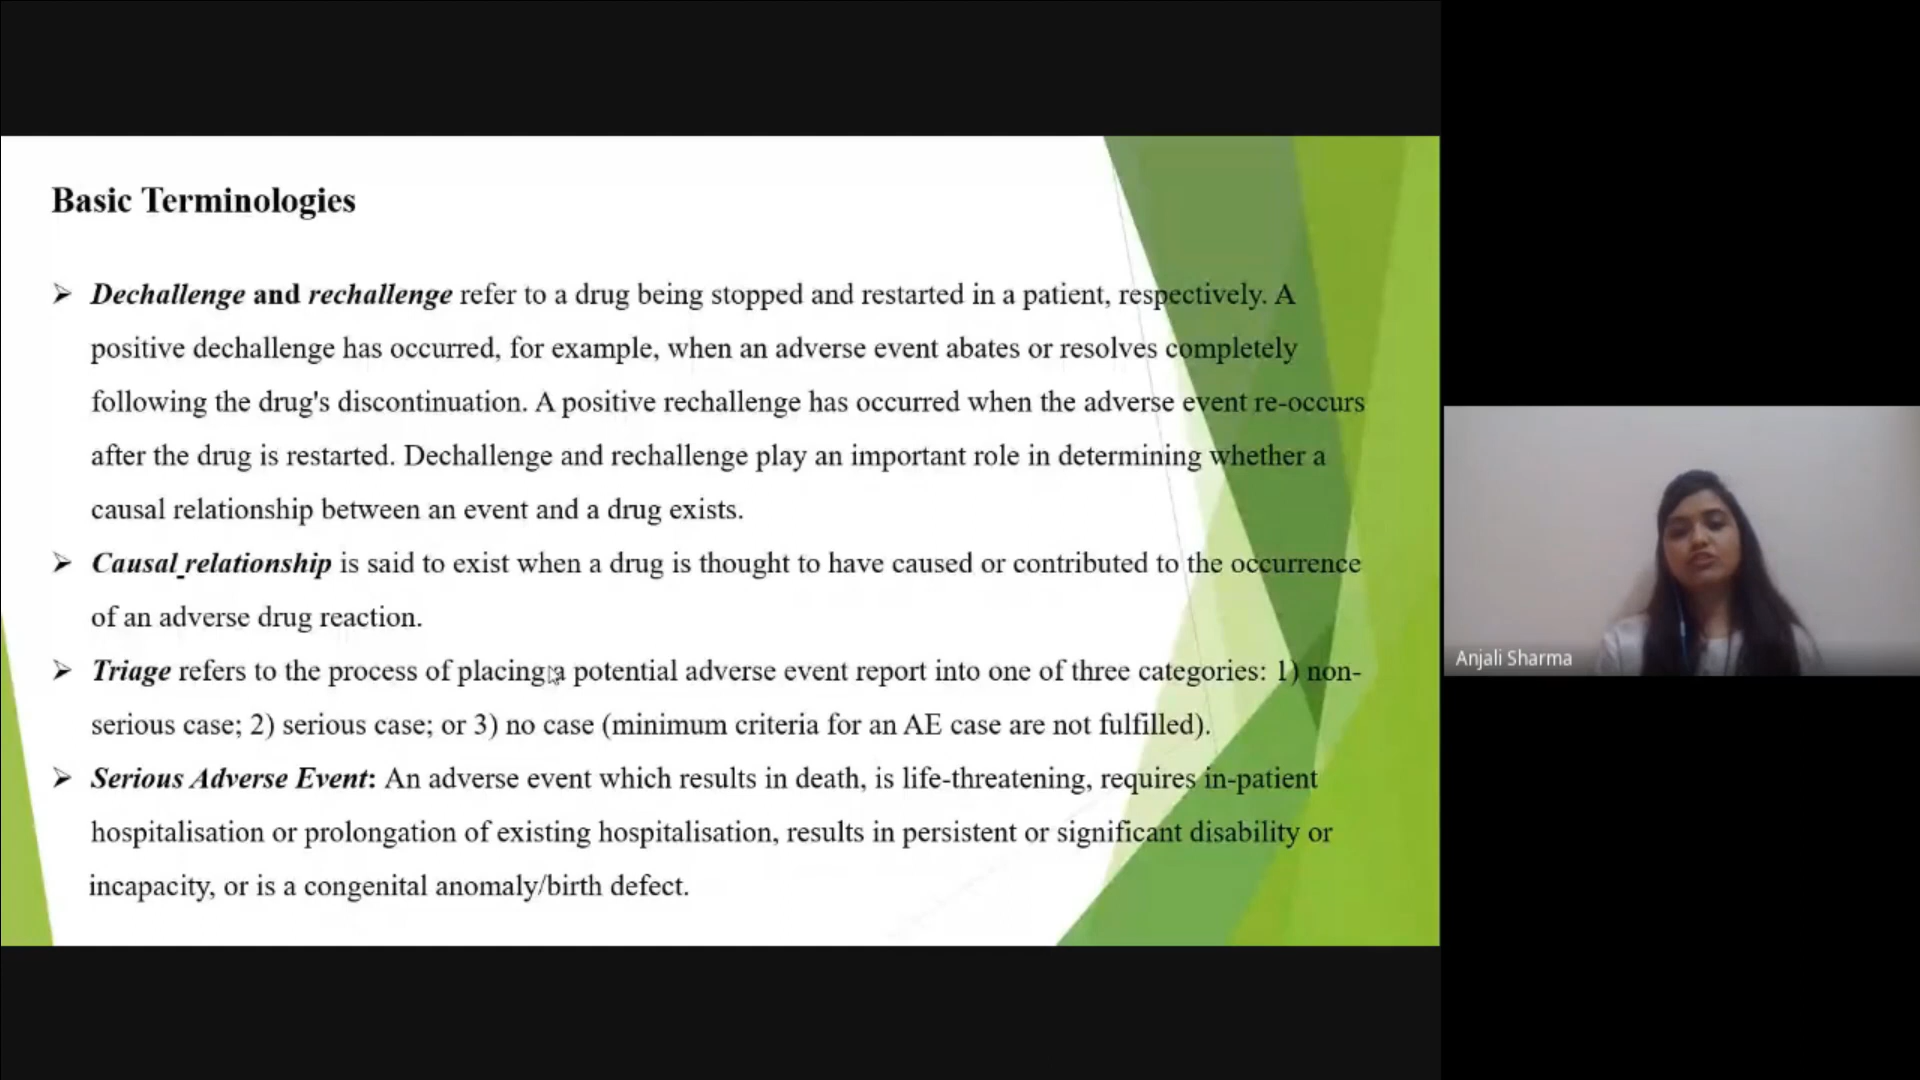 Basic Terminologies
Dechallenge and rechallenge refer to a drug being stopped and restarted in a patient, respectively. A
positive dechallenge has occurred, for example, when an adverse event abates or resolves completely
following the drug's discontinuation. A positive rechallenge has occurred when the adverse event re-occurs
after the drug is restarted. Dechallenge and rechallenge play an important role in determining whether a
causal relationship between an event and a drug exists.
Causal relationship is said to exist when a drug is thought to have caused or contributed to the occurrence
of an adverse drug reaction.
Triage refers to the process of placing a potential adverse event report into one of three categories: 1) non-
serious case; 2) serious case; or 3) no case (minimum criteria for an AE case are not fulfilled).
Serious Adverse Event: An adverse event which results in death, is life-threatening, requires in-patient
hospitalisation or prolongation of existing hospitalisation, results in persistent or significant disability or
incapacity, or is a congenital anomaly/birth defect.
Anjali Sharma